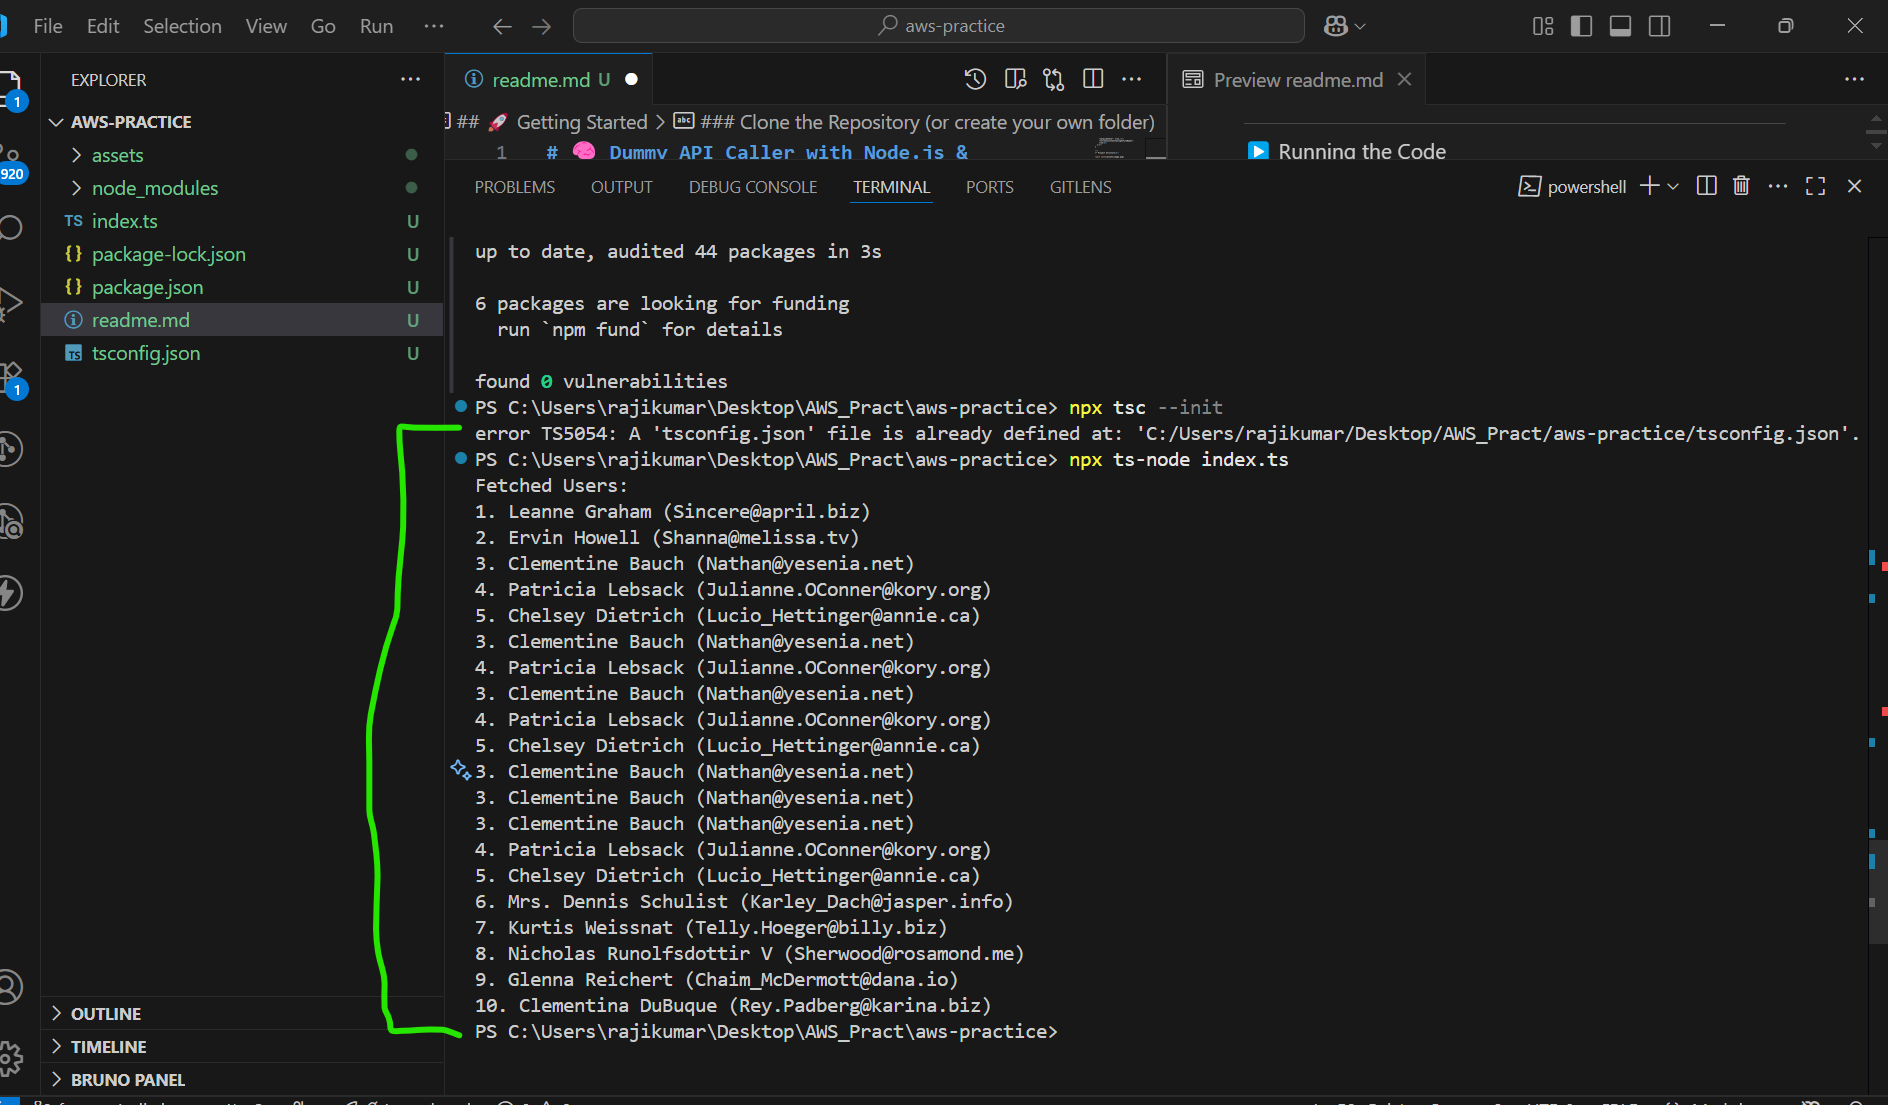 File Edit Selection View Go Run ···
aws-practice
EXPLORER
1
920
1
AWS-PRACTICE
assets
node_modules
TS index.ts U
{} package-lock.json U
{} package.json U
readme.md U
TS tsconfig.json U
OUTLINE
TIMELINE
BRUNO PANEL
readme.md U
Preview readme.md
## 🚀 Getting Started > abc ### Clone the Repository (or create your own folder)
1 # 🧠 Dummy API Caller with Node.js &
Running the Code
PROBLEMS OUTPUT DEBUG CONSOLE TERMINAL PORTS GITLENS
powershell
up to date, audited 44 packages in 3s
6 packages are looking for funding
run `npm fund` for details
found 0 vulnerabilities
PS C:\Users\rajikumar\Desktop\AWS_Pract\aws-practice> npx tsc --init
error TS5054: A 'tsconfig.json' file is already defined at: 'C:/Users/rajikumar/Desktop/AWS_Pract/aws-practice/tsconfig.json'.
PS C:\Users\rajikumar\Desktop\AWS_Pract\aws-practice> npx ts-node index.ts
Fetched Users:
1. Leanne Graham (Sincere@april.biz)
2. Ervin Howell (Shanna@melissa.tv)
3. Clementine Bauch (Nathan@yesenia.net)
4. Patricia Lebsack (Julianne.OConner@kory.org)
5. Chelsey Dietrich (Lucio_Hettinger@annie.ca)
3. Clementine Bauch (Nathan@yesenia.net)
4. Patricia Lebsack (Julianne.OConner@kory.org)
3. Clementine Bauch (Nathan@yesenia.net)
4. Patricia Lebsack (Julianne.OConner@kory.org)
5. Chelsey Dietrich (Lucio_Hettinger@annie.ca)
3. Clementine Bauch (Nathan@yesenia.net)
3. Clementine Bauch (Nathan@yesenia.net)
3. Clementine Bauch (Nathan@yesenia.net)
4. Patricia Lebsack (Julianne.OConner@kory.org)
5. Chelsey Dietrich (Lucio_Hettinger@annie.ca)
6. Mrs. Dennis Schulist (Karley_Dach@jasper.info)
7. Kurtis Weissnat (Telly.Hoeger@billy.biz)
8. Nicholas Runolfsdottir V (Sherwood@rosamond.me)
9. Glenna Reichert (Chaim_McDermott@dana.io)
10. Clementina DuBuque (Rey.Padberg@karina.biz)
PS C:\Users\rajikumar\Desktop\AWS_Pract\aws-practice>